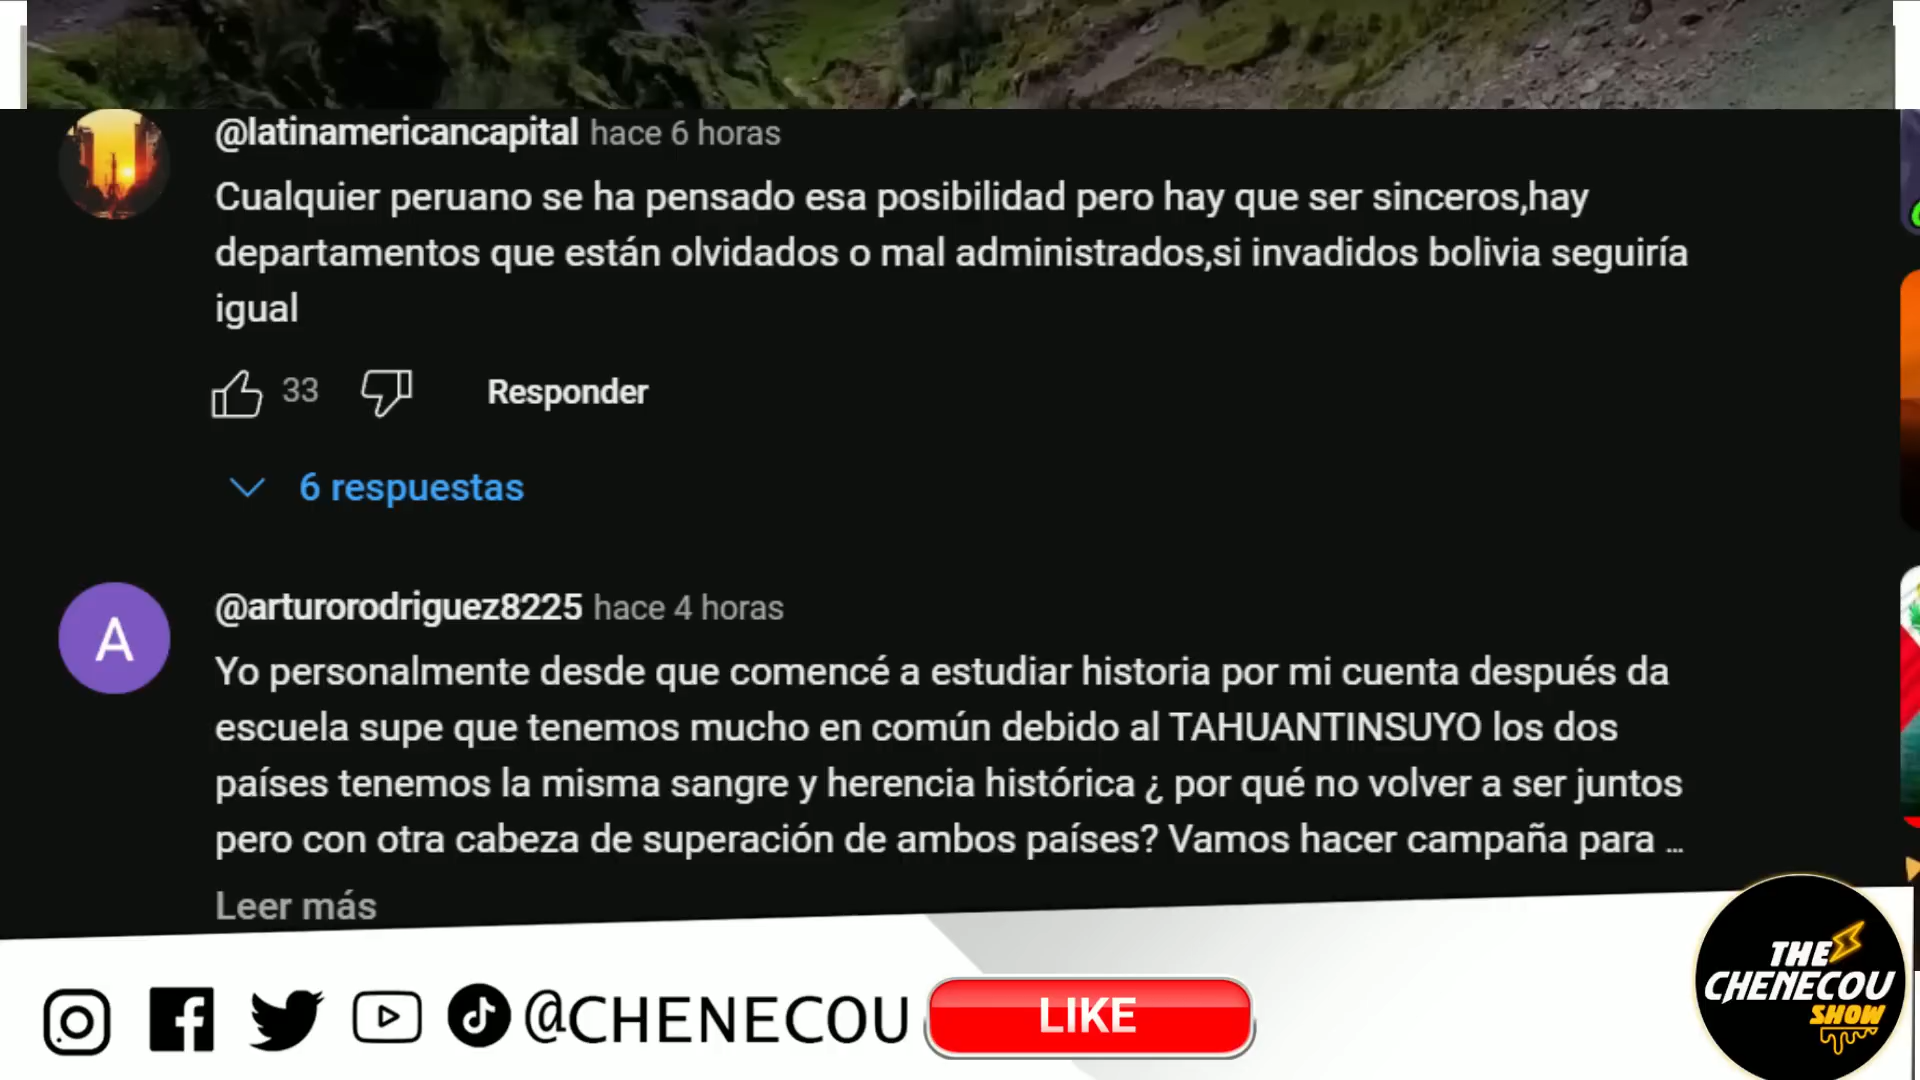 @latinamericancapital hace 6 horas
Cualquier peruano se ha pensado esa posibilidad pero hay que ser sinceros,hay
departamentos que están olvidados o mal administrados,si invadidos bolivia seguiría
igual
33 Responder
6 respuestas
A
@arturorodriguez8225 hace 4 horas
Yo personalmente desde que comencé a estudiar historia por mi cuenta después da
escuela supe que tenemos mucho en común debido al TAHUANTINSUYO los dos
países tenemos la misma sangre y herencia histórica ¿ por qué no volver a ser juntos
pero con otra cabeza de superación de ambos países? Vamos hacer campaña para ...
Leer más
@CHENECOU
LIKE
THE
CHENECOU
SHOW